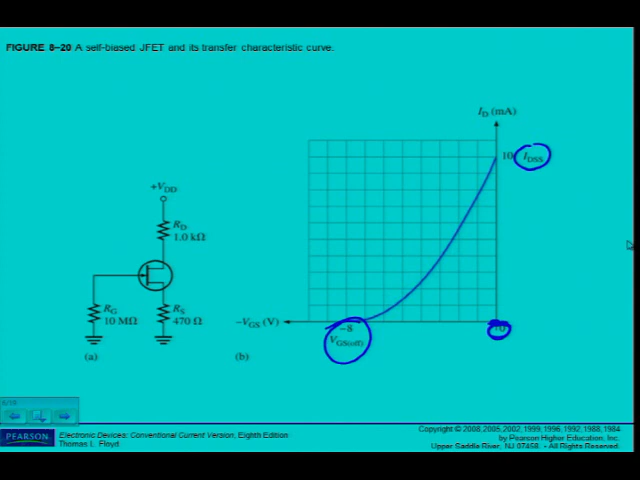 FIGURE 8–20 A self-biased JFET and its transfer characteristic curve.
I_D (mA)
10 I_DSS
+V_DD
R_D
1.0 kΩ
R_G
10 MΩ
R_S
470 Ω
–V_GS (V)
–8
V_GS(off)
(a)
(b)
6/18
PEARSON
Electronic Devices: Conventional Current Version, Eighth Edition
Thomas L. Floyd
Copyright © 2008,2005,2002,1999,1996,1992,1988,1984
by Pearson Higher Education, Inc.
Upper Saddle River, NJ 07458. • All Rights Reserved.